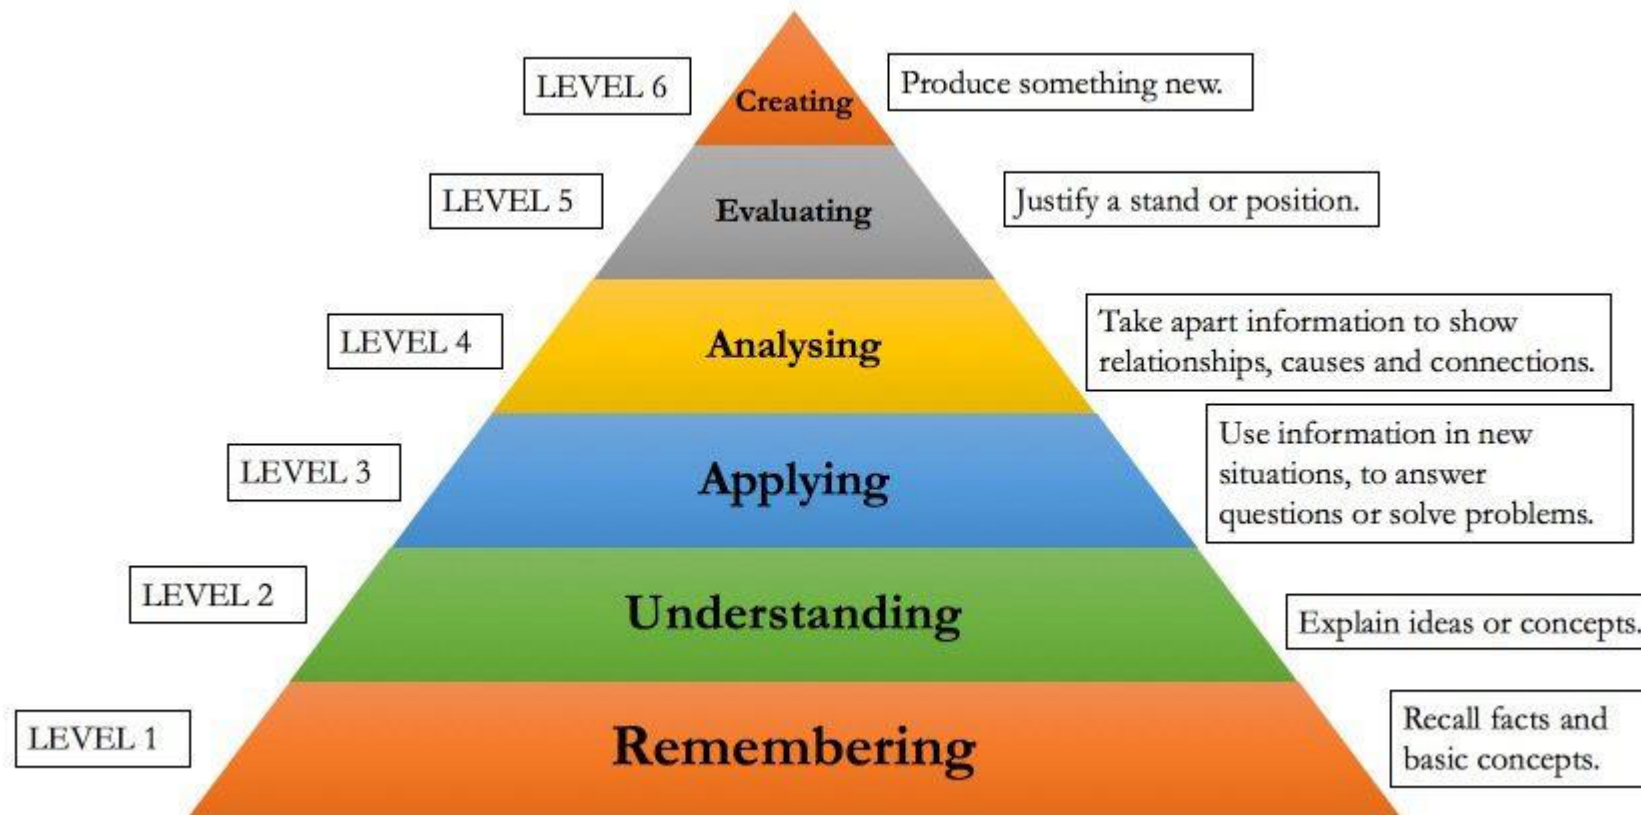 LEVEL 6
Creating
Produce something new.
LEVEL 5
Evaluating
Justify a stand or position.
LEVEL 4
Analysing
Take apart information to show
relationships, causes and connections.
LEVEL 3
Applying
Use information in new
situations, to answer
questions or solve problems.
LEVEL 2
Understanding
Explain ideas or concepts.
LEVEL 1
Remembering
Recall facts and
basic concepts.